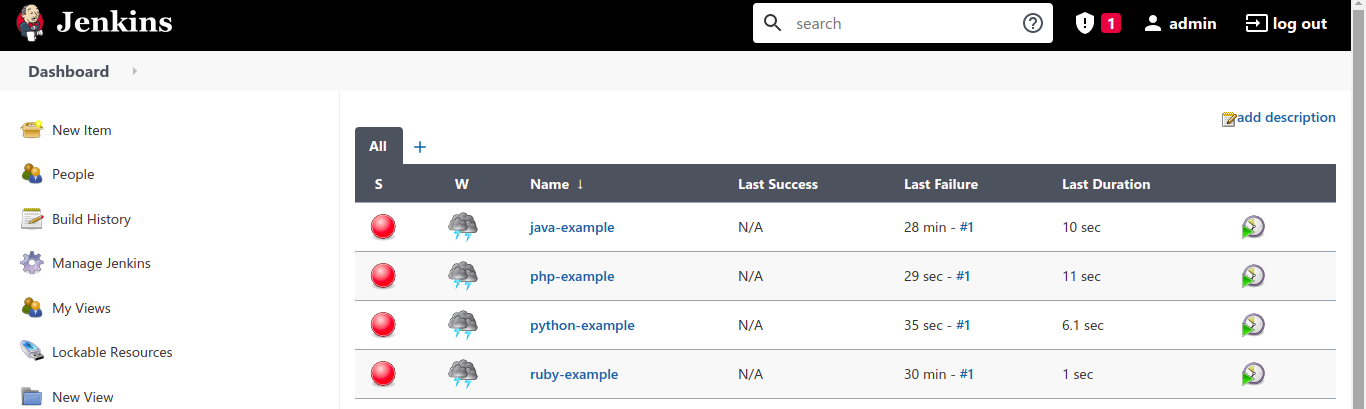 Jenkins
search
1
admin
log out
Dashboard
New Item
People
Build History
Manage Jenkins
My Views
Lockable Resources
New View
add description
All +
S W Name ↓ Last Success Last Failure Last Duration
java-example N/A 28 min - #1 10 sec
php-example N/A 29 sec - #1 11 sec
python-example N/A 35 sec - #1 6.1 sec
ruby-example N/A 30 min - #1 1 sec